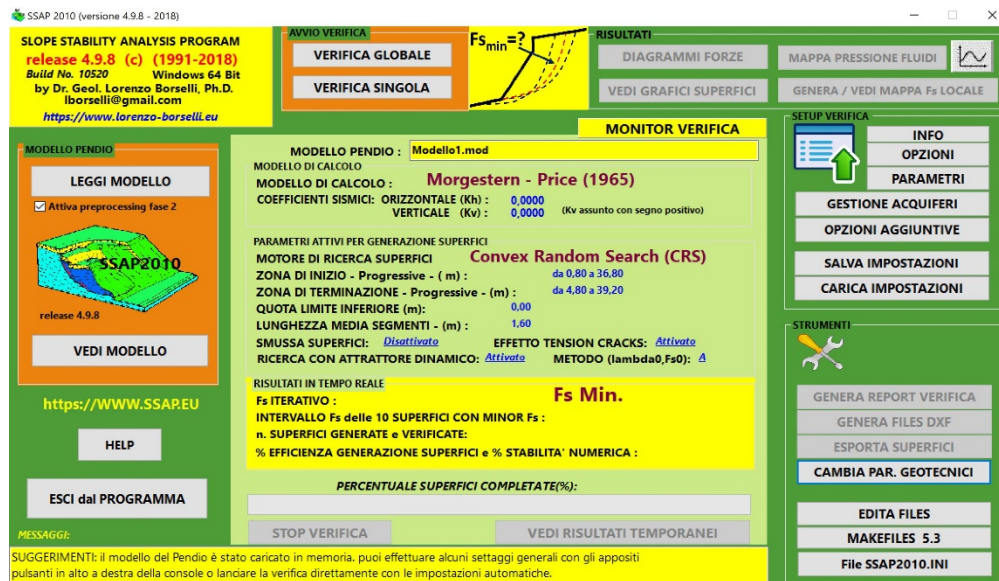 SSAP 2010 (versione 4.9.8 - 2018)
SLOPE STABILITY ANALYSIS PROGRAM
release 4.9.8 (c) (1991-2018)
Build No. 10520 Windows 64 Bit
by Dr. Geol. Lorenzo Borselli, Ph.D.
lborselli@gmail.com
https://www.lorenzo-borselli.eu
AVVIO VERIFICA
VERIFICA GLOBALE
VERIFICA SINGOLA
Fsmin=?
RISULTATI
DIAGRAMMI FORZE
MAPPA PRESSIONE FLUIDI
VEDI GRAFICI SUPERFICI
GENERA / VEDI MAPPA Fs LOCALE
MODELLO PENDIO
LEGGI MODELLO
Attiva preprocessing fase 2
SSAP2010
release 4.9.8
VEDI MODELLO
https://WWW.SSAP.EU
HELP
ESCI dal PROGRAMMA
MESSAGGI:
MONITOR VERIFICA
MODELLO PENDIO : Modello1.mod
MODELLO DI CALCOLO
MODELLO DI CALCOLO : Morgestern - Price (1965)
COEFFICIENTI SISMICI: ORIZZONTALE (Kh) : 0,0000
VERTICALE (Kv) : 0,0000 (Kv assunto con segno positivo)
PARAMETRI ATTIVI PER GENERAZIONE SUPERFICI
MOTORE DI RICERCA SUPERFICI Convex Random Search (CRS)
ZONA DI INIZIO - Progressive - ( m) : da 0,80 a 36,80
ZONA DI TERMINAZIONE - Progressive - (m) : da 4,80 a 39,20
QUOTA LIMITE INFERIORE (m): 0,00
LUNGHEZZA MEDIA SEGMENTI - (m) : 1,60
SMUSSA SUPERFICI: Disattivato EFFETTO TENSION CRACKS: Attivato
RICERCA CON ATTRATTORE DINAMICO: Attivato METODO (lambda0,Fs0): A
RISULTATI IN TEMPO REALE
Fs ITERATIVO : Fs Min.
INTERVALLO Fs delle 10 SUPERFICI CON MINOR Fs :
n. SUPERFICI GENERATE e VERIFICATE:
% EFFICIENZA GENERAZIONE SUPERFICI e % STABILITA' NUMERICA :
PERCENTUALE SUPERFICI COMPLETATE(%):
STOP VERIFICA
VEDI RISULTATI TEMPORANEI
SETUP VERIFICA
INFO
OPZIONI
PARAMETRI
GESTIONE ACQUIFERI
OPZIONI AGGIUNTIVE
SALVA IMPOSTAZIONI
CARICA IMPOSTAZIONI
STRUMENTI
GENERA REPORT VERIFICA
GENERA FILES DXF
ESPORTA SUPERFICI
CAMBIA PAR. GEOTECNICI
EDITA FILES
MAKEFILES 5.3
File SSAP2010.INI
SUGGERIMENTI: il modello del Pendio è stato caricato in memoria. puoi effettuare alcuni settaggi generali con gli appositi
pulsanti in alto a destra della console o lanciare la verifica direttamente con le impostazioni automatiche.